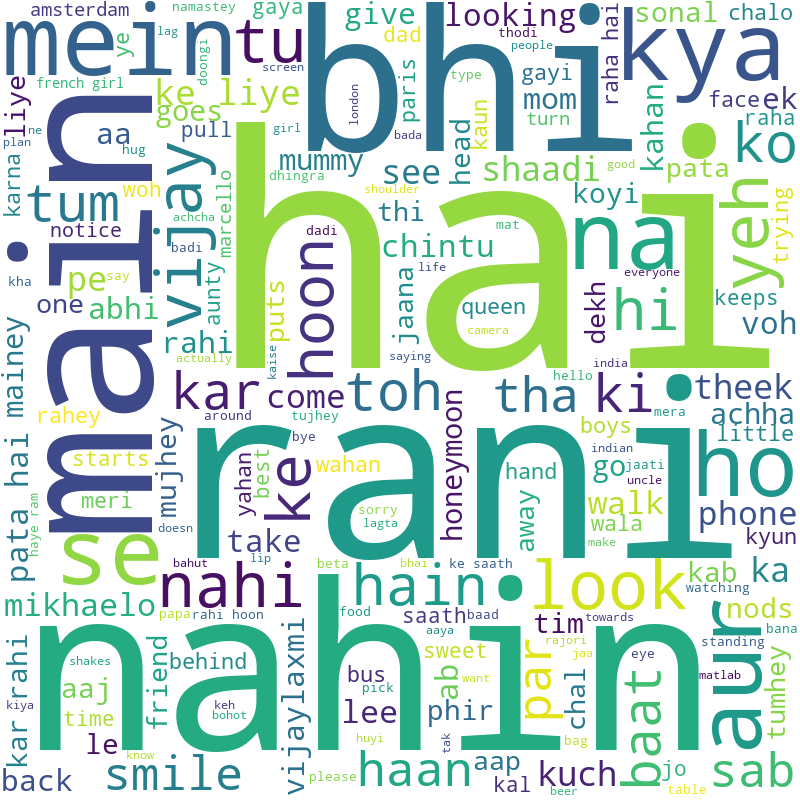 amsterdam
namastey
gaya
give
looking
sonal
chalo
mein
tu
bhi
kya
ye
lag
doongi
dad
thodi
people
raha hai
french girl
screen
paris
type
gayi
liye
ke liye
goes
london
kaun
mom
face
ek
plan
ne
hug
aa
pull
girl
bada
turn
raha
main
mummy
see
head
shaadi
good
kahan
pata
ko
karna
woh
vijay
dhingra
shoulder
koyi
yeh
trying
tum
achcha
marcello
thi
mat
notice
dadi
chintu
na
badi
hai
life
everyone
kha
pe
say
aunty
puts
hoon
jaana
queen
dekh
hi
keeps
voh
one
abhi
camera
mainey
rahi
actually
kaise
saying
india
hello
kar
come
toh
tha
ki
theek
rahey
around
tujhey
boys
mera
achha
bye
indian
little
pata hai
starts
mujhey
rani
ho
yahan
best
ke
wahan
honeymoon
hand
go
jaati
uncle
meri
haye ram
sorry
lagta
away
walk
wala
phone
doesn
se
take
make
kyun
bahut
lip
nahi
beta
bhai
hain
ke saath
look
kab
ka
watching
mikhaelo
papa
rahi hoon
food
saath
baad
tim
towards
nods
bana
kar rahi
nahin
shakes
friend
behind
vijaylaxmi
aaya
sweet
rajori
jaa
par
eye
standing
aur
kiya
aaj
bus
pick
ab
want
chal
matlab
tumhey
time
keh
bohot
lee
phir
bag
baat
le
know
huyi
tak
back
smile
please
haan
aap
kal
beer
kuch
jo
table
sab